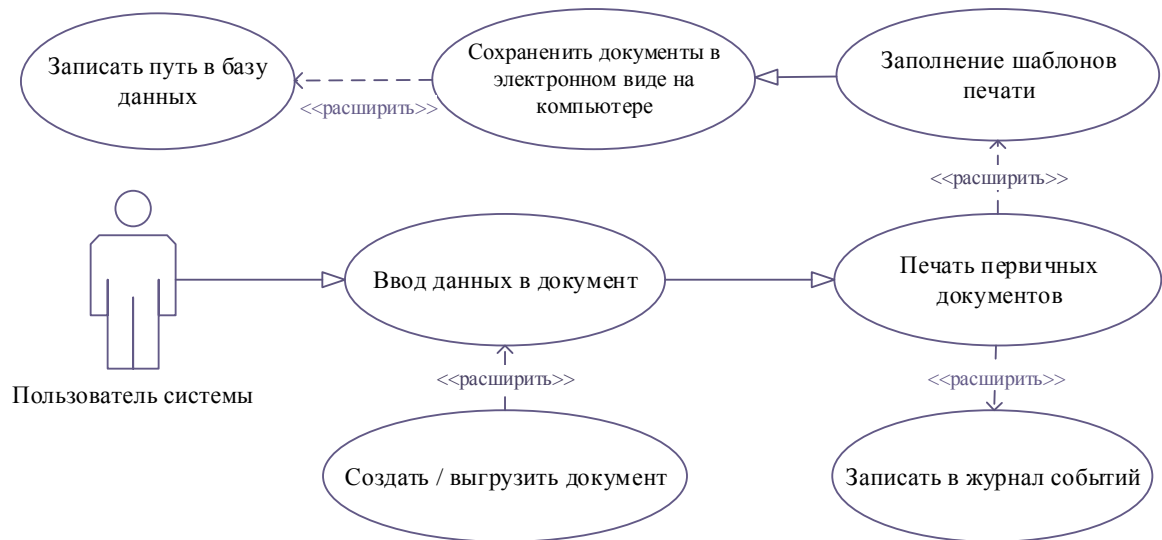 Записать путь в базу
данных
<<расширить>>
Сохраненить документы в
электронном виде на
компьютере
Заполнение шаблонов
печати
<<расширить>>
Пользователь системы
Ввод данных в документ
Печать первичных
документов
<<расширить>>
<<расширить>>
Создать / выгрузить документ
Записать в журнал событий